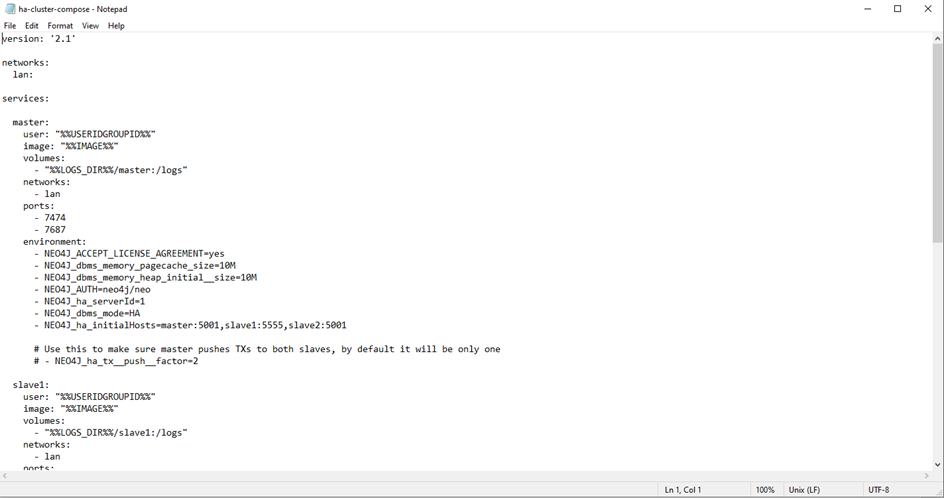 ha-cluster-compose - Notepad
File Edit Format View Help
version: '2.1'

networks:
  lan:

services:

  master:
    user: "%%USERIDGROUPID%%"
    image: "%%IMAGE%%"
    volumes:
      - "%%LOGS_DIR%%/master:/logs"
    networks:
      - lan
    ports:
      - 7474
      - 7687
    environment:
      - NEO4J_ACCEPT_LICENSE_AGREEMENT=yes
      - NEO4J_dbms_memory_pagecache_size=10M
      - NEO4J_dbms_memory_heap_initial__size=10M
      - NEO4J_AUTH=neo4j/neo
      - NEO4J_ha_serverId=1
      - NEO4J_dbms_mode=HA
      - NEO4J_ha_initialHosts=master:5001,slave1:5555,slave2:5001

      # Use this to make sure master pushes TXs to both slaves, by default it will be only one
      # - NEO4J_ha_tx__push__factor=2

  slave1:
    user: "%%USERIDGROUPID%%"
    image: "%%IMAGE%%"
    volumes:
      - "%%LOGS_DIR%%/slave1:/logs"
    networks:
      - lan
    ports:
Ln 1, Col 1 100% Unix (LF) UTF-8